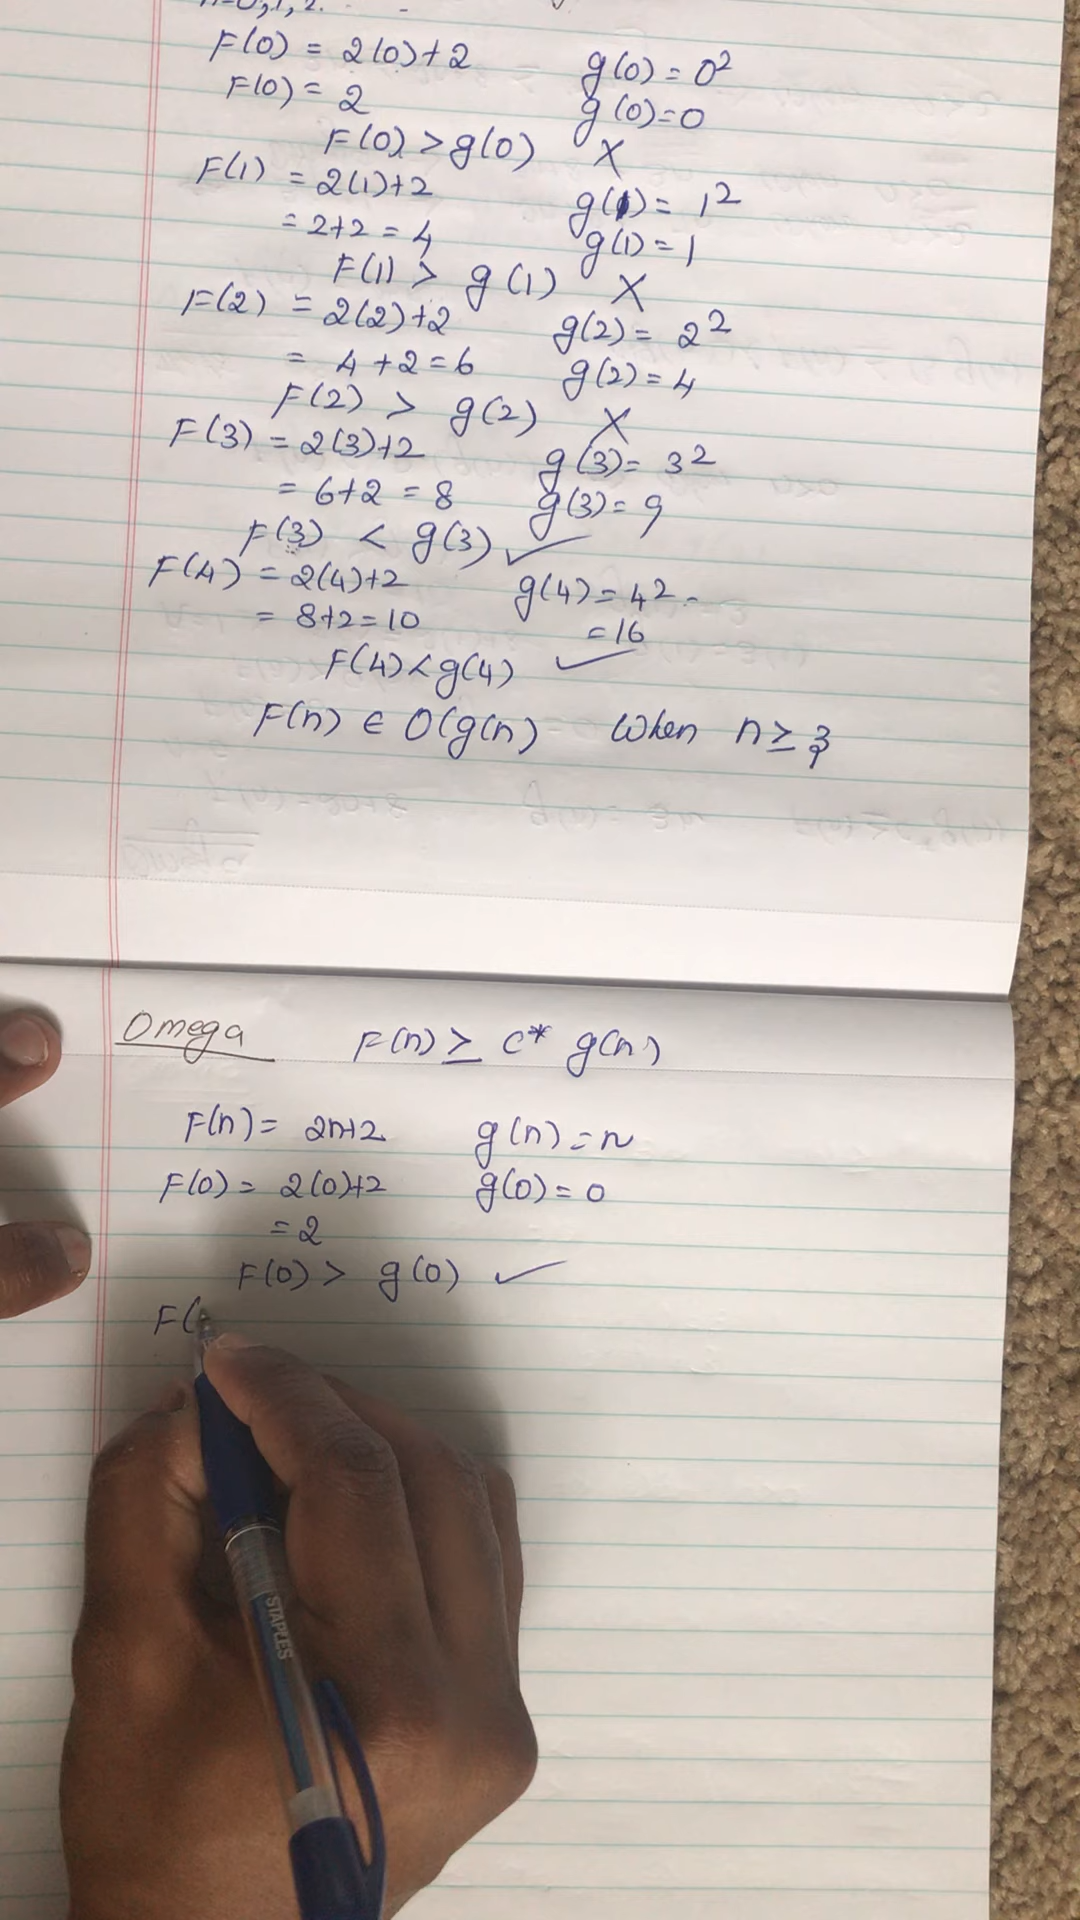 n=0,1,2.
F(0) = 2(0)+2 g(0) = 0²
F(0) = 2 g(0)=0
F(0) > g(0) X
F(1) = 2(1)+2 g(1) = 1²
= 2+2 = 4 g(1) = 1
F(1) > g(1) X
F(2) = 2(2)+2 g(2) = 2²
= 4+2=6 g(2)=4
F(2) > g(2) X
F(3) = 2(3)+2 g(3) = 3²
= 6+2 = 8 g(3) = 9
F(3) < g(3) ✓
F(4) = 2(4)+2 g(4) = 4²
= 8+2=10 =16
F(4)<g(4) ✓
F(n) ∈ O(g(n) When n ≥ 3
Omega F(n) ≥ c* g(n)
F(n) = 2n+2 g(n) = n
F(0) = 2(0)+2 g(0) = 0
= 2
F(0) > g(0) ✓
F(
STAPLES